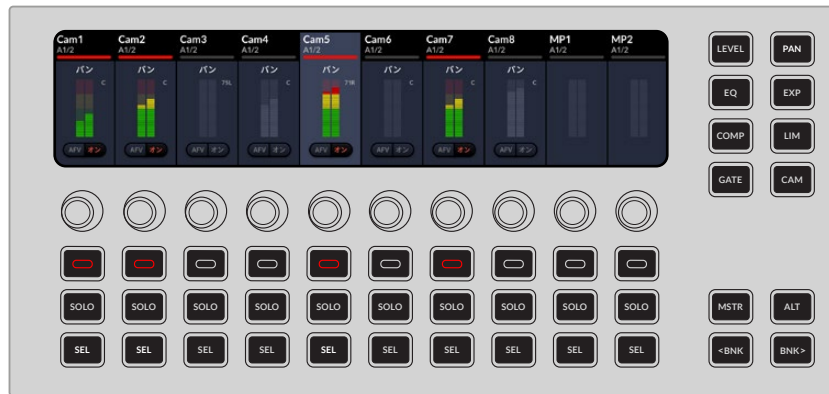 Cam1 Cam2 Cam3 Cam4 Cam5 Cam6 Cam7 Cam8 MP1 MP2
A1/2 A1/2 A1/2 A1/2 A1/2 A1/2 A1/2 A1/2 A1/2 A1/2
パン パン パン パン パン パン パン パン
C C 75L C 71R C C C
AFV オン AFV オン AFV オン AFV オン AFV オン AFV オン AFV オン AFV オン
LEVEL PAN
EQ EXP
COMP LIM
GATE CAM
SOLO SOLO SOLO SOLO SOLO SOLO SOLO SOLO SOLO SOLO
MSTR ALT
SEL SEL SEL SEL SEL SEL SEL SEL SEL SEL
<BNK BNK>